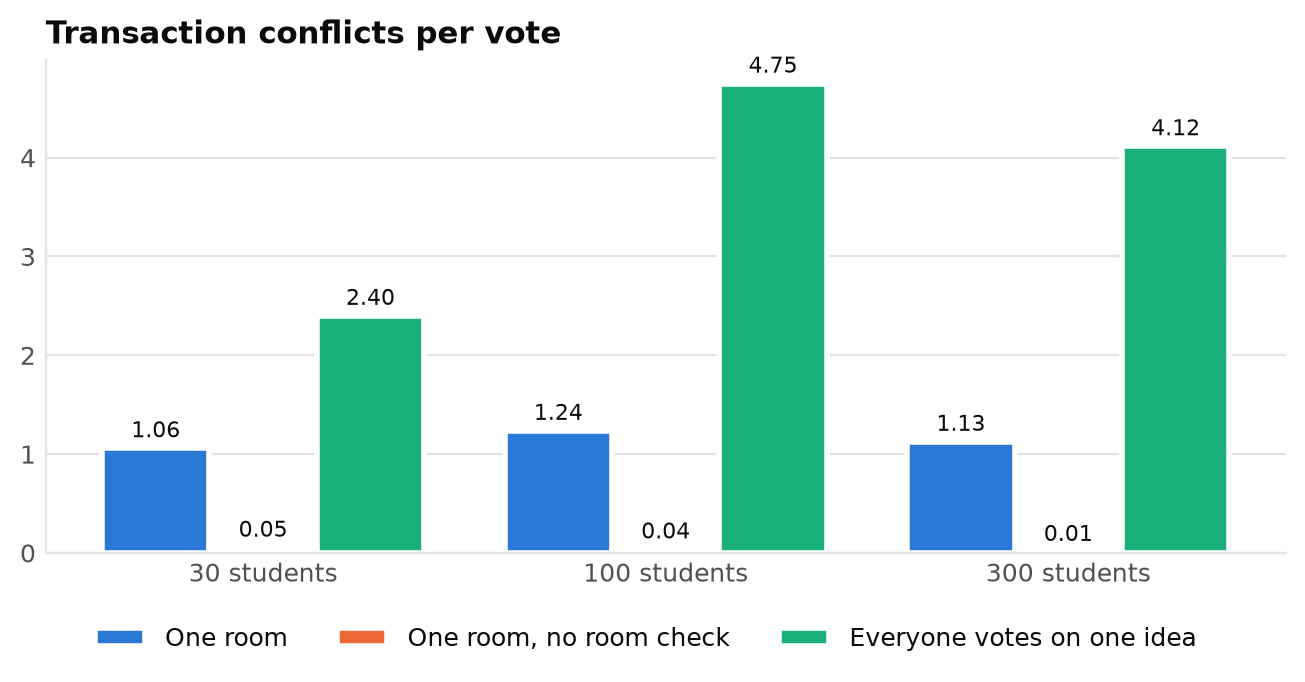 Transaction conflicts per vote
4.75
4.12
4
3
2.40
2
1.24
1.13
1.06
1
0.05
0.04
0.01
0
30 students
100 students
300 students
One room
One room, no room check
Everyone votes on one idea